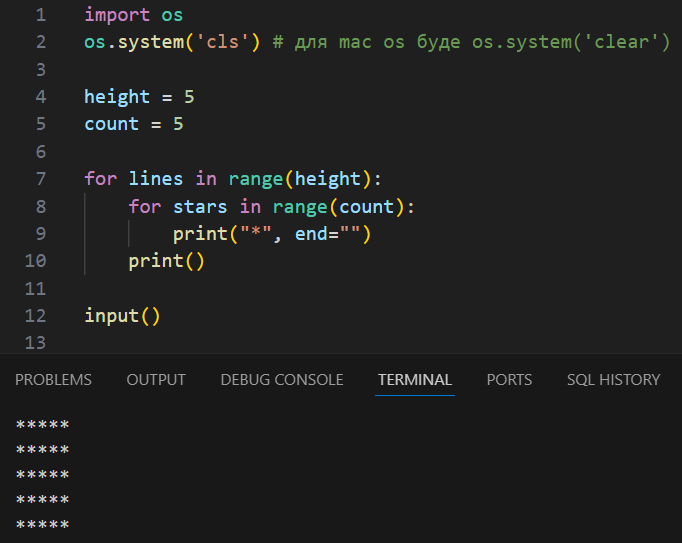 1 import os
2 os.system('cls') # для mac os буде os.system('clear')
3
4 height = 5
5 count = 5
6
7 for lines in range(height):
8     for stars in range(count):
9         print("*", end="")
10     print()
11
12 input()
13
PROBLEMS OUTPUT DEBUG CONSOLE TERMINAL PORTS SQL HISTORY
*****
*****
*****
*****
*****